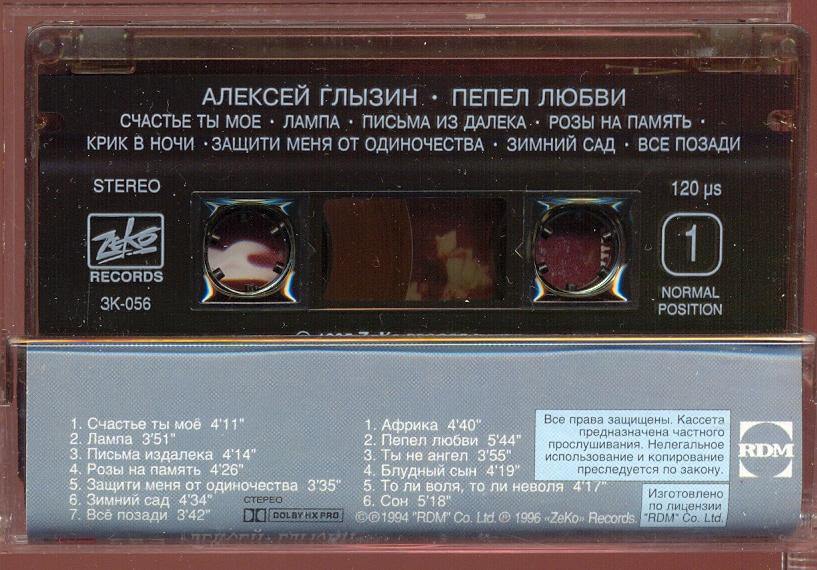 АЛЕКСЕЙ ГЛЫЗИН · ПЕПЕЛ ЛЮБВИ
СЧАСТЬЕ ТЫ МОЕ · ЛАМПА · ПИСЬМА ИЗ ДАЛЕКА · РОЗЫ НА ПАМЯТЬ ·
КРИК В НОЧИ · ЗАЩИТИ МЕНЯ ОТ ОДИНОЧЕСТВА · ЗИМНИЙ САД · ВСЕ ПОЗАДИ
STEREO
120 µs
ZeKo
RECORDS
ЗК-056
1
NORMAL
POSITION
1. Счастье ты моё 4'11"
2. Лампа 3'51"
3. Письма издалека 4'14"
4. Розы на память 4'26"
5. Защити меня от одиночества 3'35"
6. Зимний сад 4'34"
7. Всё позади 3'42"
СТЕРЕО
DOLBY HX PRO
1. Африка 4'40"
2. Пепел любви 5'44"
3. Ты не ангел 3'55"
4. Блудный сын 4'19"
5. То ли воля, то ли неволя 4'17"
6. Сон 5'18"
©℗1994 "RDM" Co. Ltd. ℗ 1996 «ZeKo» Records.
Все права защищены. Кассета
предназначена частного
прослушивания. Нелегальное
использование и копирование
преследуется по закону.
RDM
Изготовлено
по лицензии
"RDM" Co. Ltd.